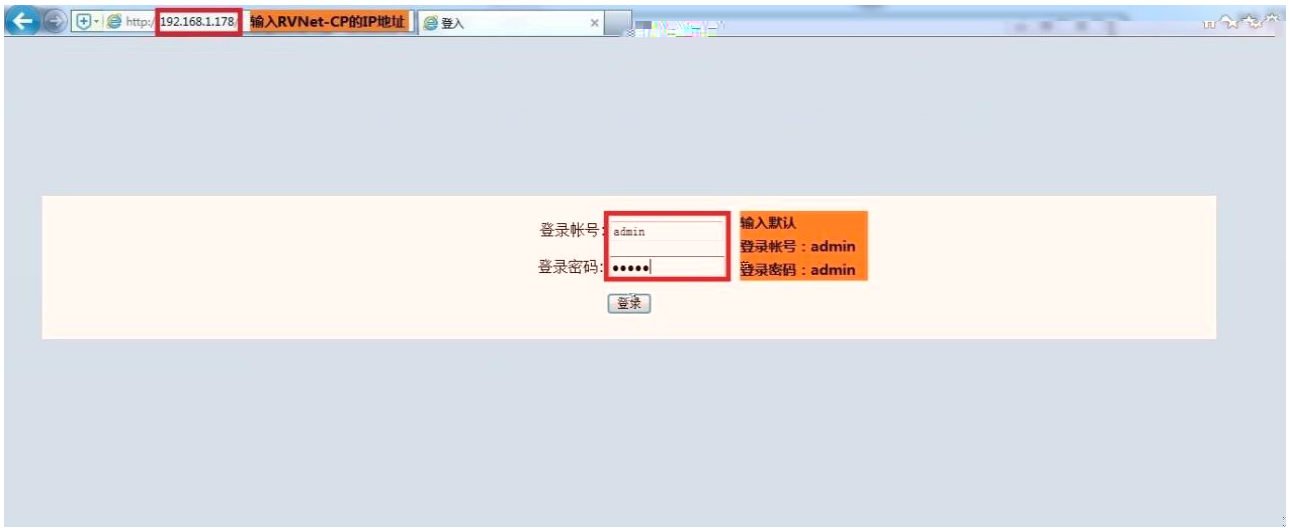 http:/ 192.168.1.178/ 输入RVNet-CP的IP地址 登入
登录帐号: admin
登录密码: •••••
登录
输入默认
登录帐号：admin
登录密码：admin